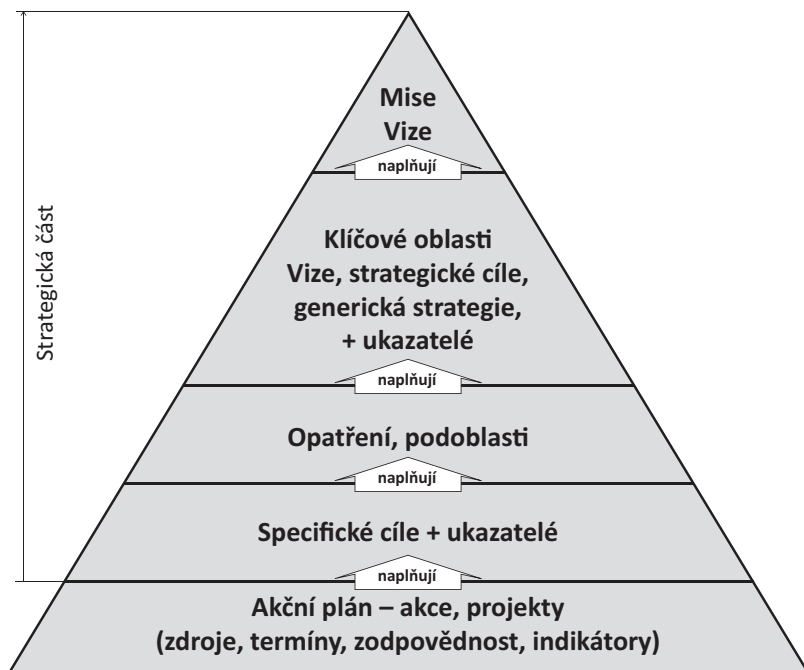 Mise
Vize
naplňují
Strategická část
Klíčové oblasti
Vize, strategické cíle,
generická strategie,
+ ukazatelé
naplňují
Opatření, podoblasti
naplňují
Specifické cíle + ukazatelé
naplňují
Akční plán – akce, projekty
(zdroje, termíny, zodpovědnost, indikátory)